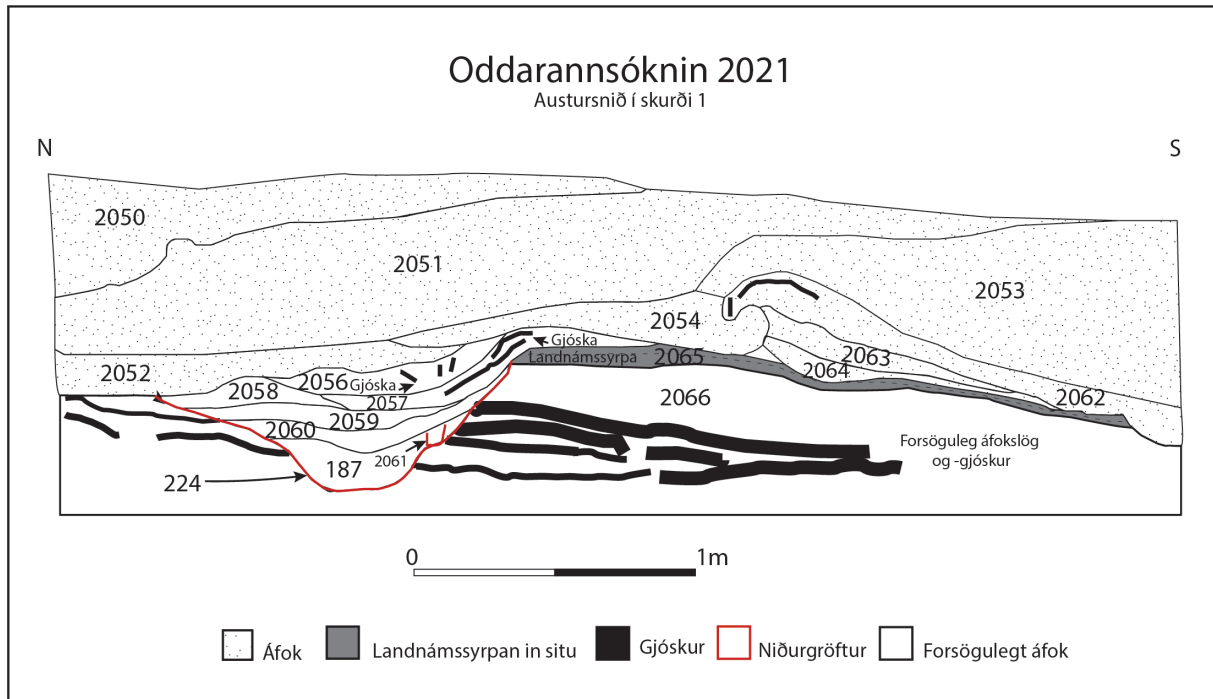 Oddarannsóknin 2021
Austursnið í skurði 1
N
S
2050
2051
2053
2054
Gjóska
Landnámssyrpa
2065
2063
2064
2052
2056
2058
Gjóska
2057
2062
2066
2059
2060
2061
Forsöguleg áfokslög
og -gjóskur
187
224
0
1m
Áfok
Landnámssyrpan in situ
Gjóskur
Niðurgröftur
Forsögulegt áfok